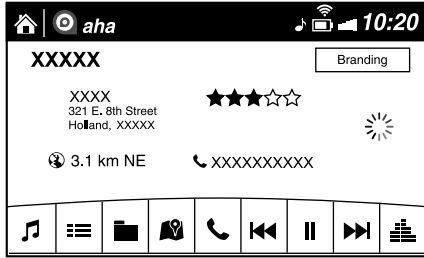 aha 10:20
XXXXX Branding
XXXX
321 E. 8th Street
Holland, XXXXX
3.1 km NE XXXXXXXXXX